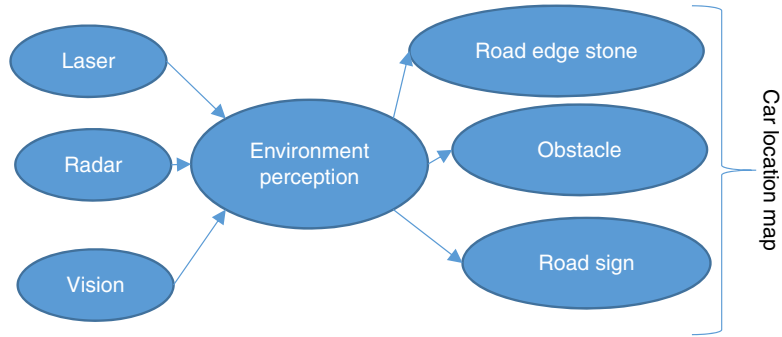 Laser
Radar
Vision
Environment
perception
Road edge stone
Obstacle
Road sign
Car location map